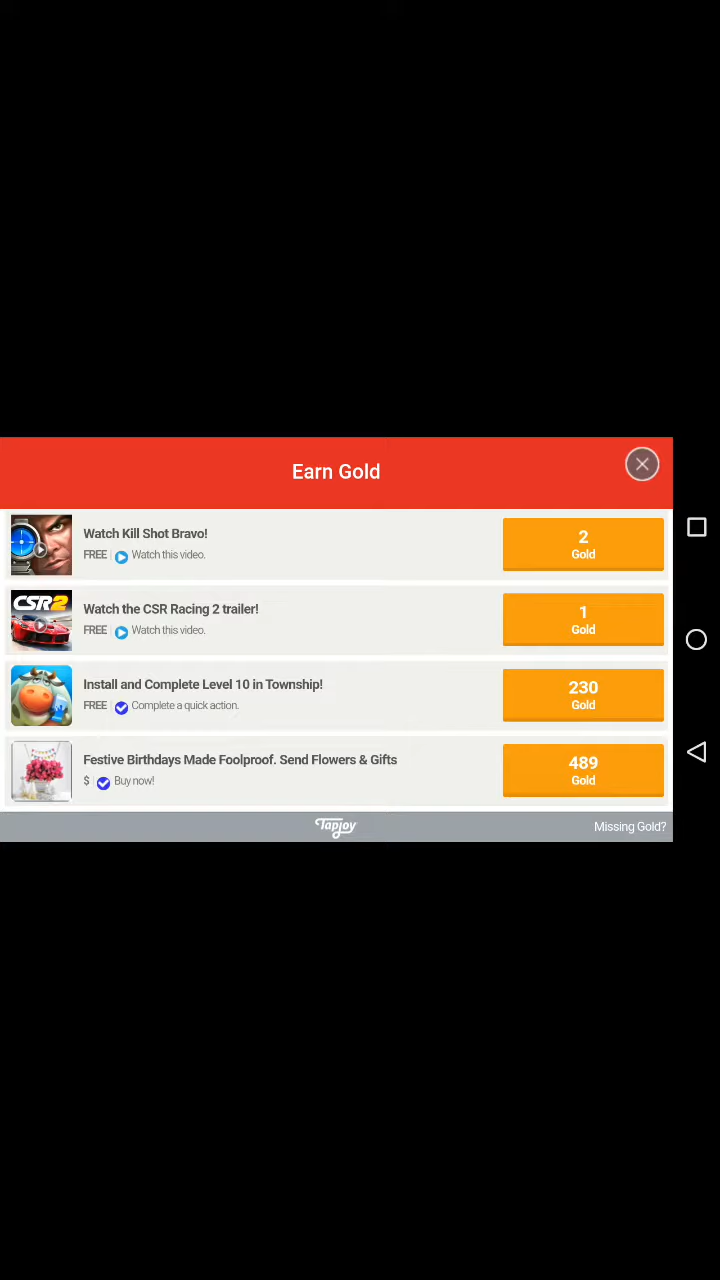 Earn Gold
Watch Kill Shot Bravo!
FREE Watch this video.
2
Gold
CSR2
Watch the CSR Racing 2 trailer!
FREE Watch this video.
1
Gold
Install and Complete Level 10 in Township!
FREE Complete a quick action.
230
Gold
Festive Birthdays Made Foolproof. Send Flowers & Gifts
$ Buy now!
489
Gold
Tapjoy
Missing Gold?